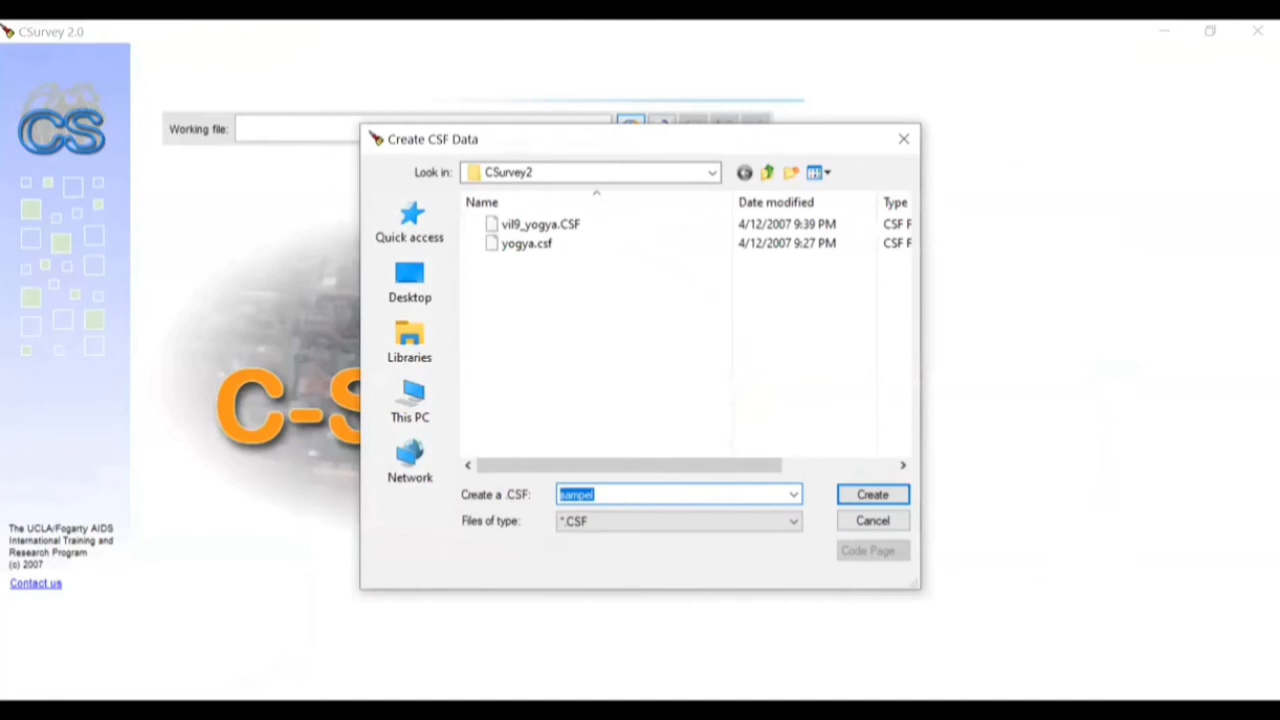 CSurvey 2.0
CS
Working file:
Create CSF Data
Look in:
CSurvey2
Name
Date modified
Type
vil9_yogya.CSF
4/12/2007 9:39 PM
CSF F
yogya.csf
4/12/2007 9:27 PM
CSF F
Quick access
Desktop
Libraries
This PC
Network
C-S
Create a .CSF:
sampel
Create
Files of type:
*.CSF
Cancel
Code Page...
The UCLA/Fogarty AIDS
International Training and
Research Program
(c) 2007
Contact us